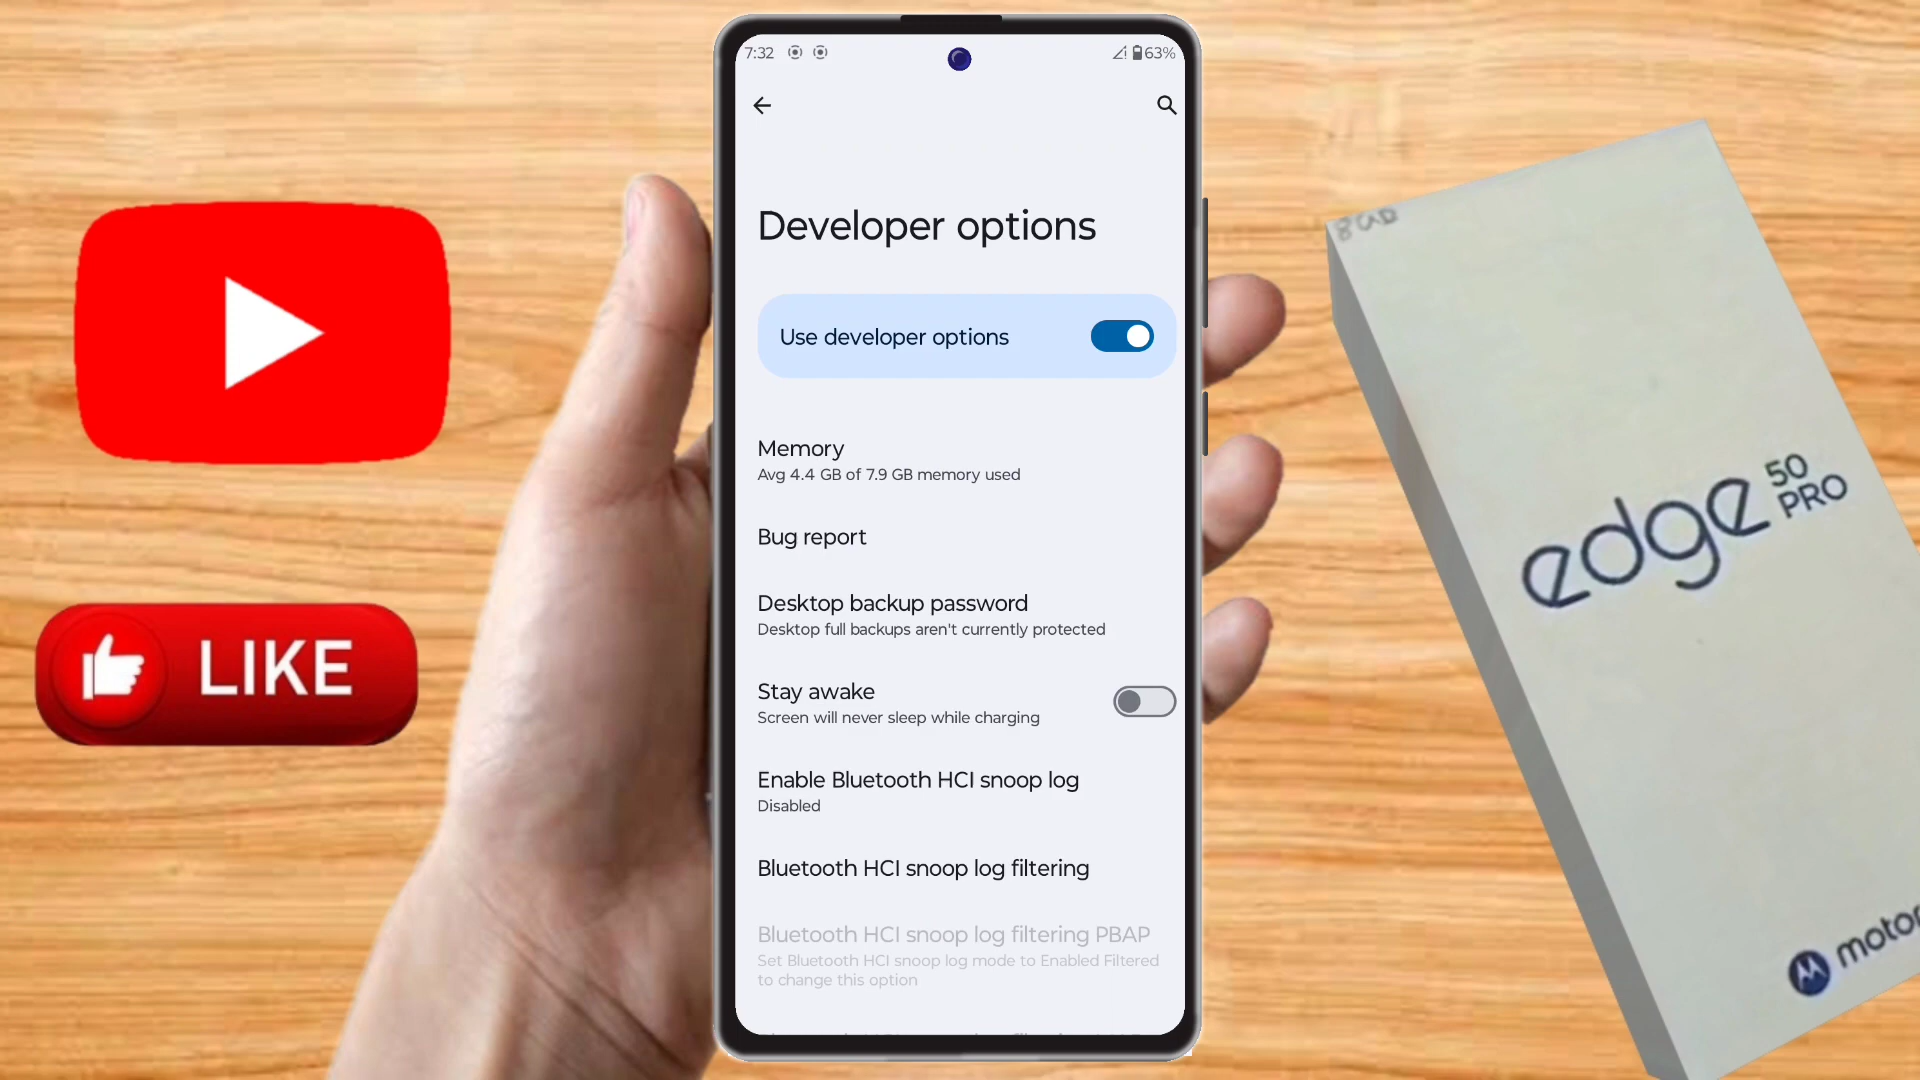 7:32
63%
Developer options
Use developer options
Memory
Avg 4.4 GB of 7.9 GB memory used
Bug report
Desktop backup password
Desktop full backups aren't currently protected
Stay awake
Screen will never sleep while charging
Enable Bluetooth HCI snoop log
Disabled
Bluetooth HCI snoop log filtering
Bluetooth HCI snoop log filtering PBAP
Set Bluetooth HCI snoop log mode to Enabled Filtered
to change this option
LIKE
edge 50
PRO